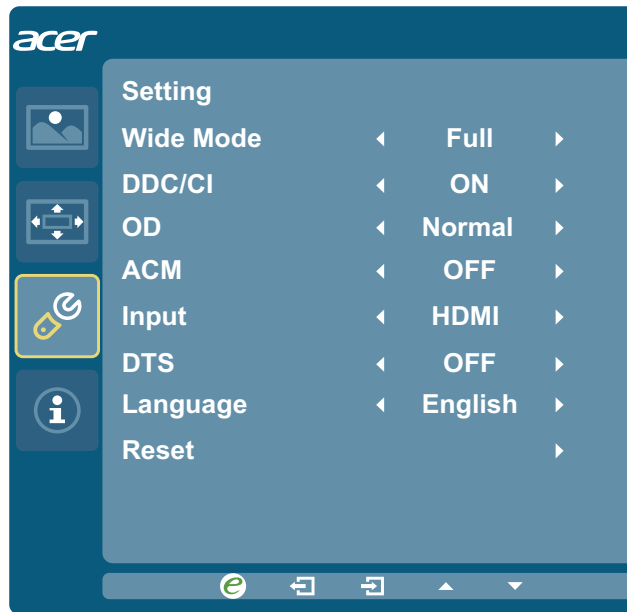 acer
Setting
Wide Mode Full
DDC/CI ON
OD Normal
ACM OFF
Input HDMI
DTS OFF
Language English
Reset
e